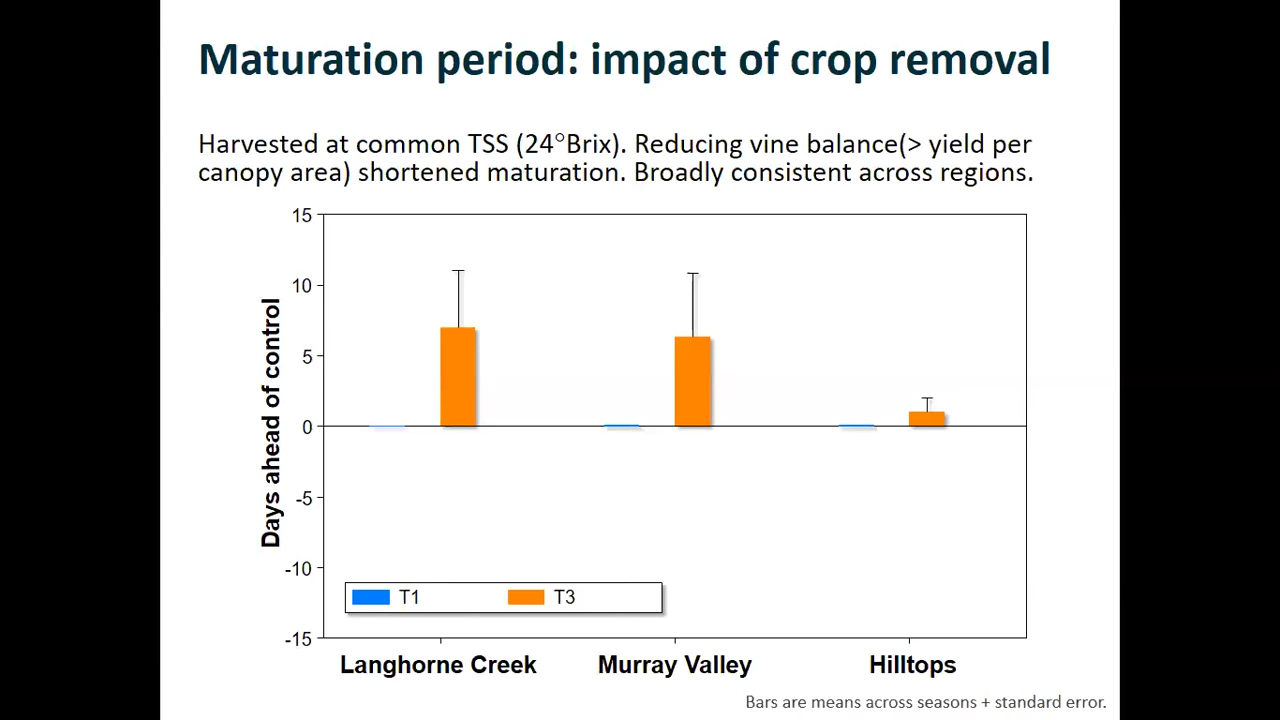 Maturation period: impact of crop removal
Harvested at common TSS (24°Brix). Reducing vine balance(> yield per
canopy area) shortened maturation. Broadly consistent across regions.
15
10
5
0
-5
-10
-15
Days ahead of control
T1 T3
Langhorne Creek Murray Valley Hilltops
Bars are means across seasons + standard error.